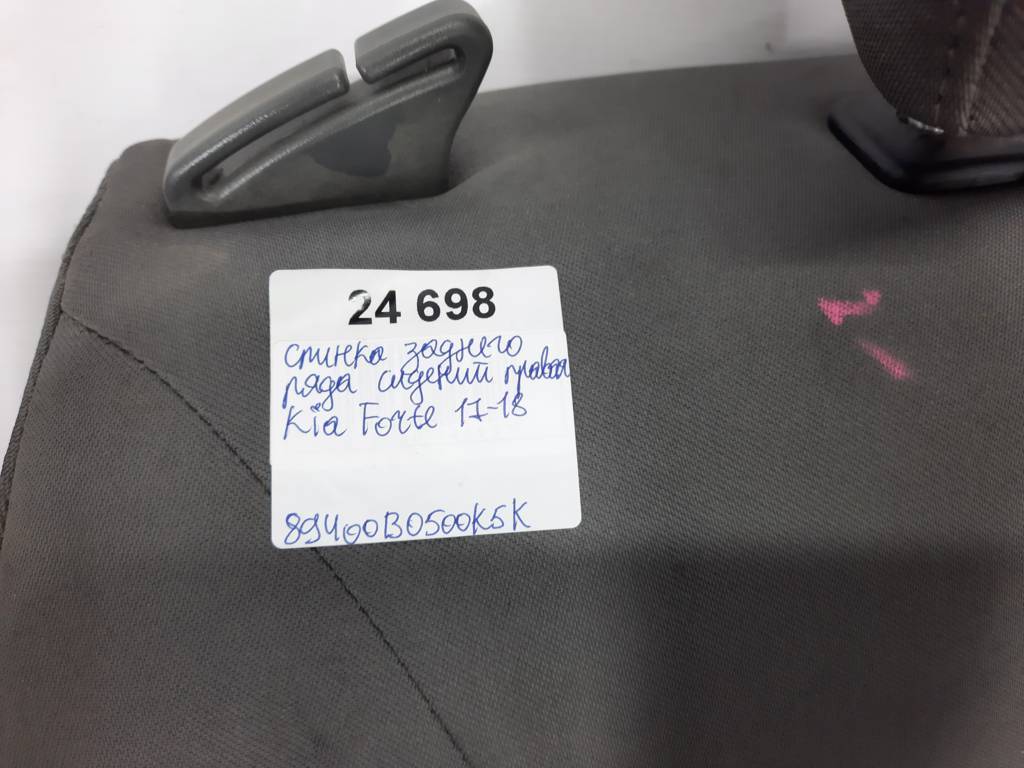 24 698
спинка заднего
ряда сидений правая
Kia Forte 17-18
89400B0500K5K